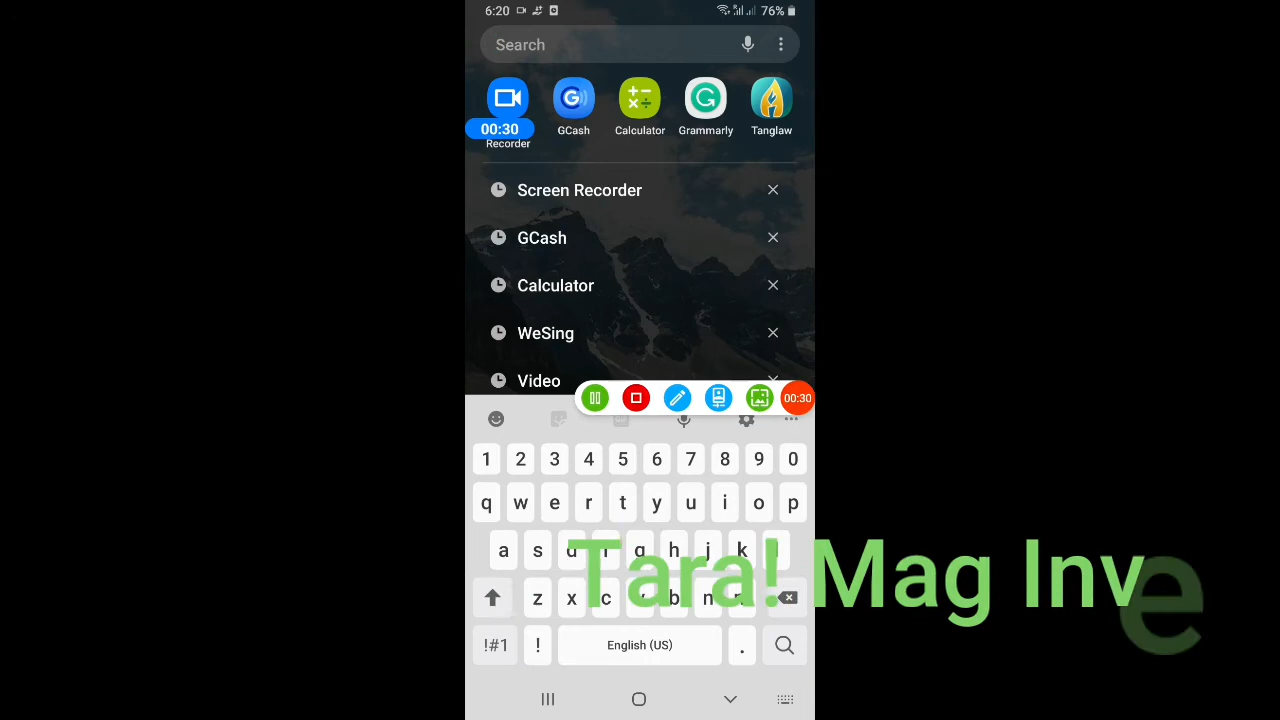 6:20 76%
Search
GCash Calculator Grammarly Tanglaw
00:30
Recorder
Screen Recorder
GCash
Calculator
WeSing
Video
00:30
1 2 3 4 5 6 7 8 9 0
q w e r t y u i o p
a s d f g h j k l
Tara! Mag Inve
z x c v b n m
!#1 ! English (US) .